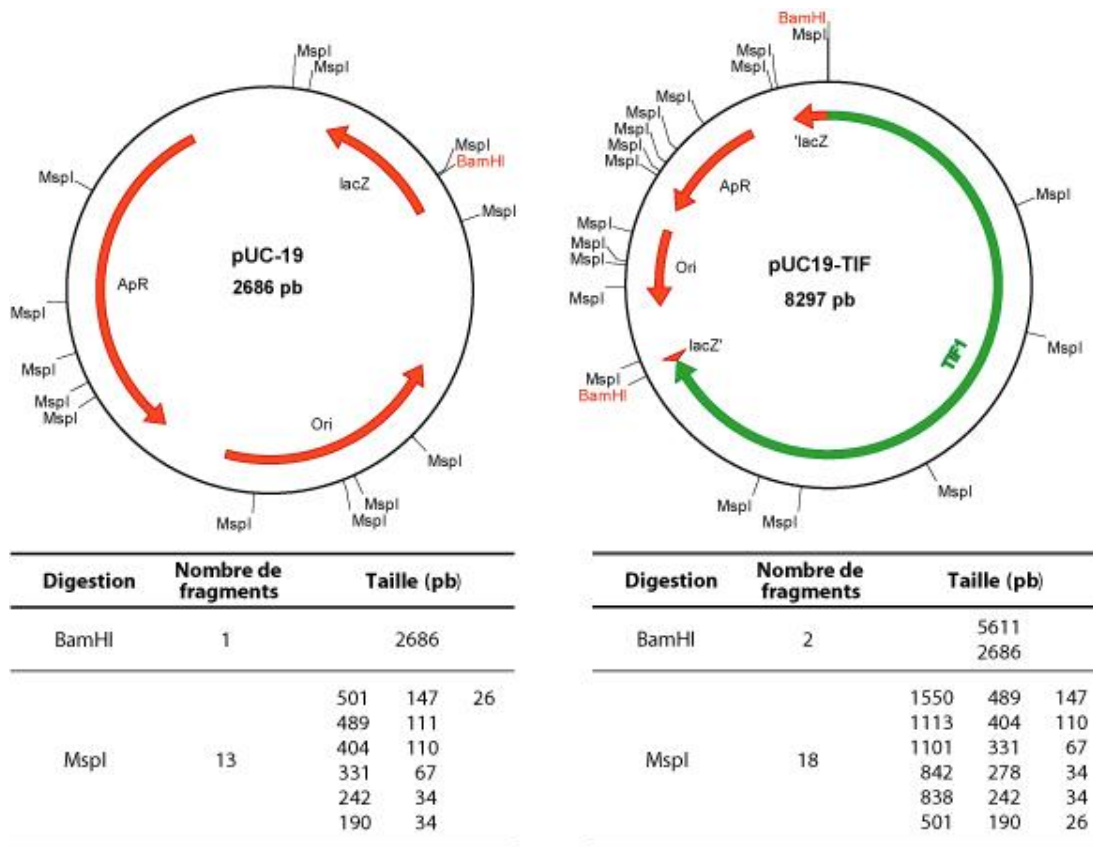 MspI
MspI
MspI
BamHI
MspI
lacZ
MspI
ApR
pUC-19
2686 pb
MspI
MspI
MspI
MspI
Ori
MspI
MspI
MspI
MspI
BamHI
MspI
MspI
MspI
MspI
MspI
MspI
MspI
MspI
'lacZ
ApR
MspI
MspI
MspI
MspI
MspI
Ori
pUC19-TIF
8297 pb
MspI
TIF1
lacZ'
MspI
BamHI
MspI
MspI
MspI
Digestion Nombre de fragments Taille (pb)
BamHI 1 2686
501 147 26
489 111
404 110
MspI 13 331 67
242 34
190 34
Digestion Nombre de fragments Taille (pb)
BamHI 2 5611
2686
1550 489 147
1113 404 110
1101 331 67
MspI 18 842 278 34
838 242 34
501 190 26